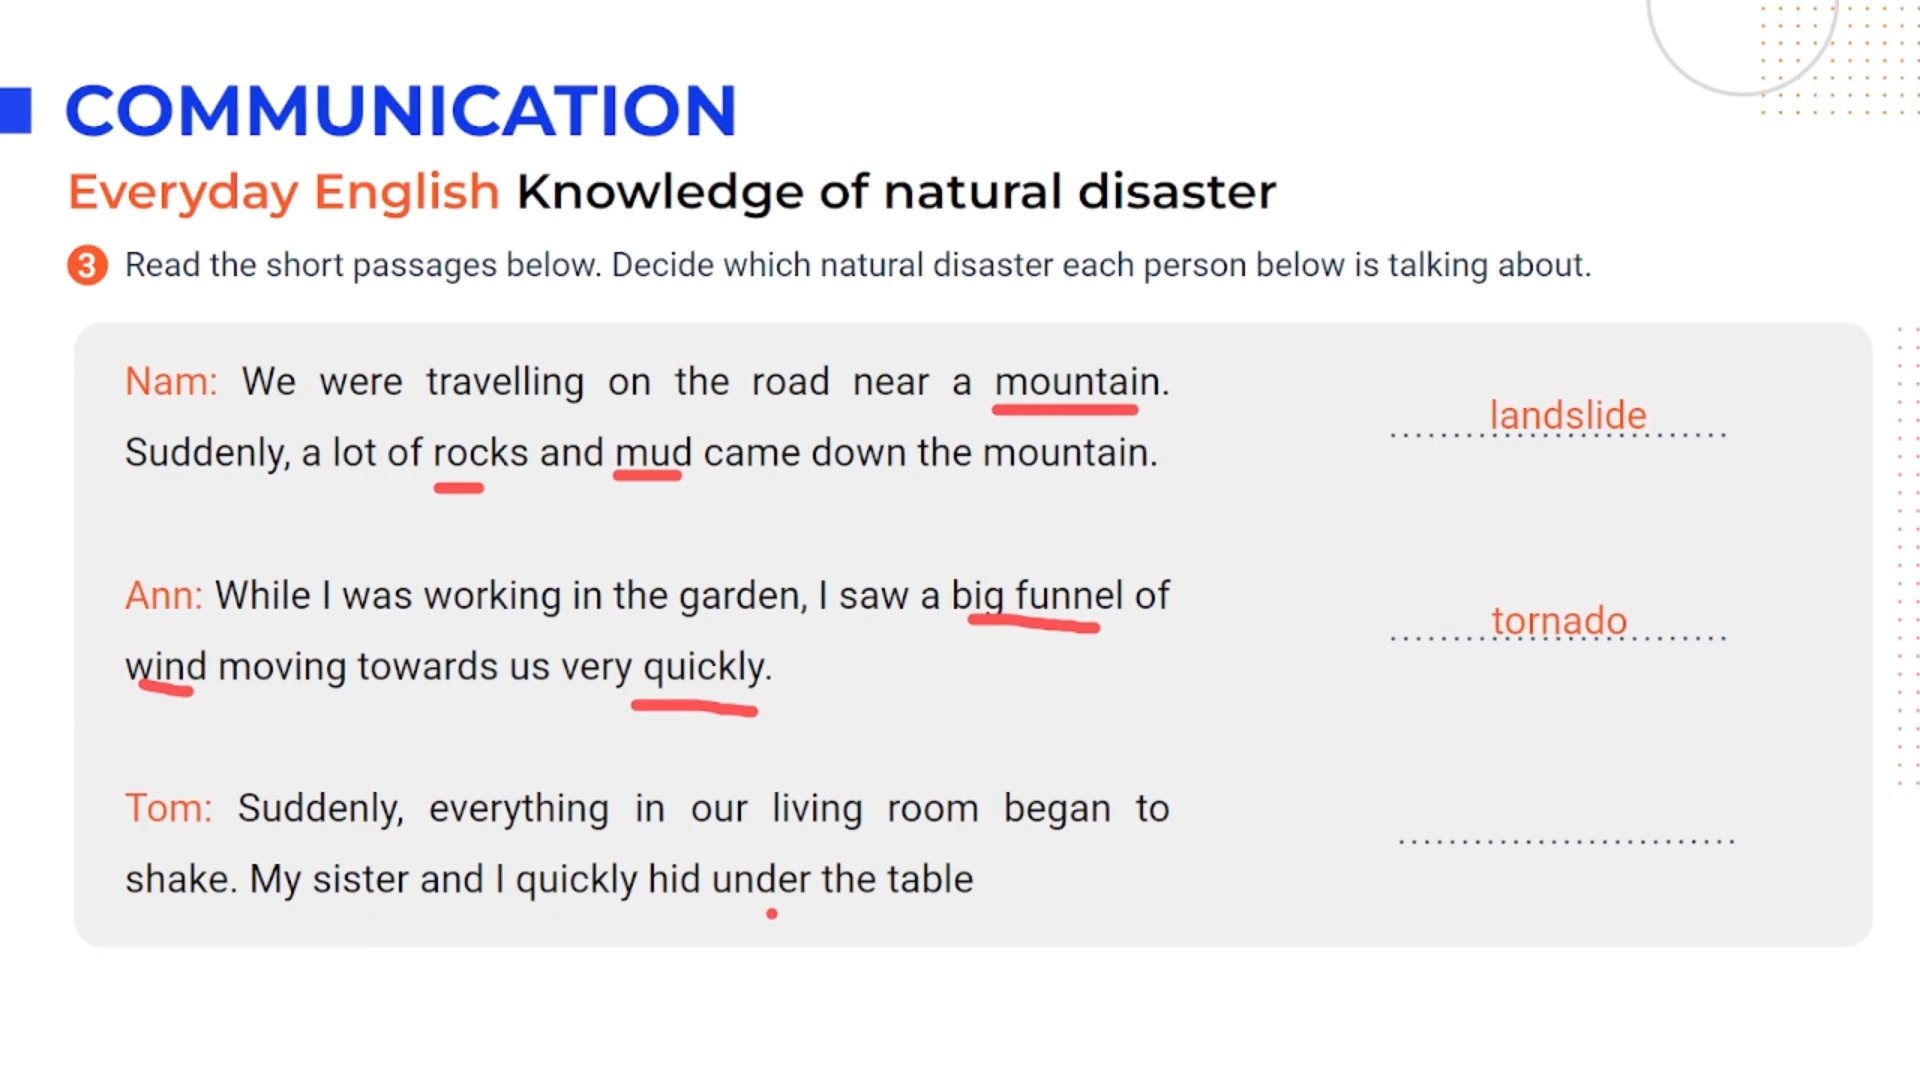 COMMUNICATION
Everyday English Knowledge of natural disaster
3 Read the short passages below. Decide which natural disaster each person below is talking about.
Nam: We were travelling on the road near a mountain.
Suddenly, a lot of rocks and mud came down the mountain.
landslide
Ann: While I was working in the garden, I saw a big funnel of
wind moving towards us very quickly.
tornado
Tom: Suddenly, everything in our living room began to
shake. My sister and I quickly hid under the table